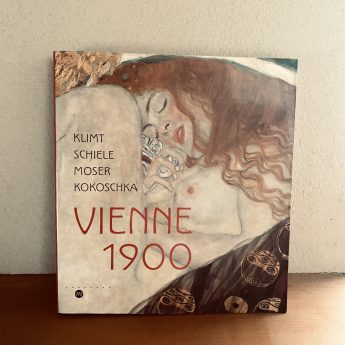 KLIMT
SCHIELE
MOSER
KOKOSCHKA
VIENNE
1900